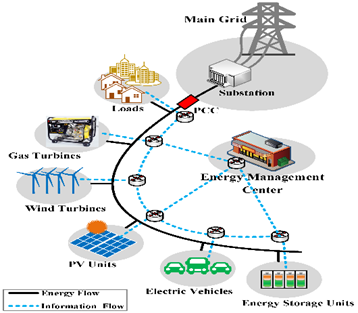 Main Grid
Substation
Loads
PCC
Gas Turbines
Energy Management
Center
Wind Turbines
PV Units
Electric Vehicles
Energy Storage Units
Energy Flow
Information Flow